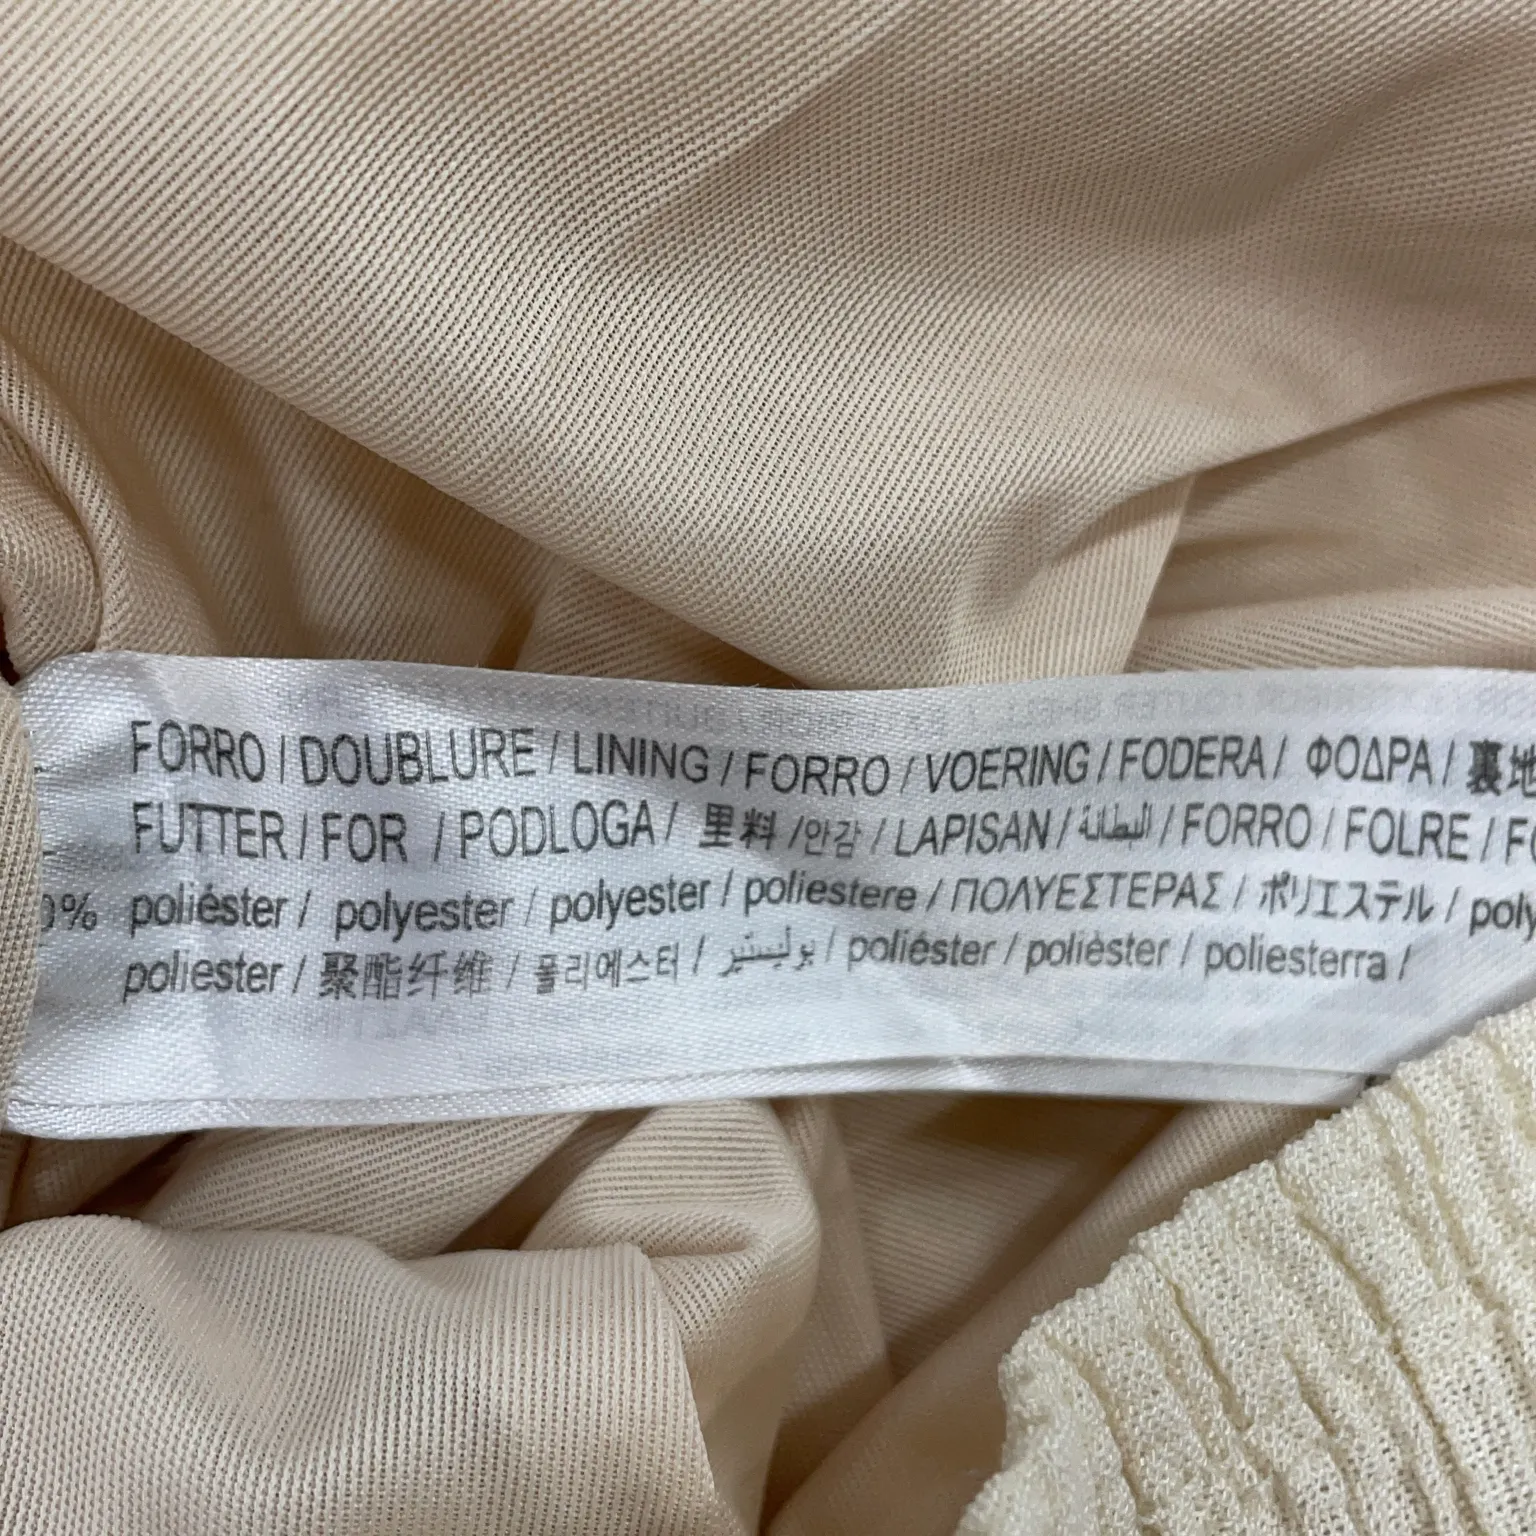 FORRO / DOUBLURE / LINING / FORRO / VOERING / FODERA / ΦΟΔΡΑ / 裏地
FUTTER / FOR / PODLOGA / 里料 / 안감 / LAPISAN / البطانة / FORRO / FOLRE /
0% poliéster / polyester / polyester / poliestere / ΠΟΛΥΕΣΤΕΡΑΣ / ポリエステル /
poliester / 聚酯纤维 / 폴리에스터 / بوليستير / poliéster / polièster / poliesterra /